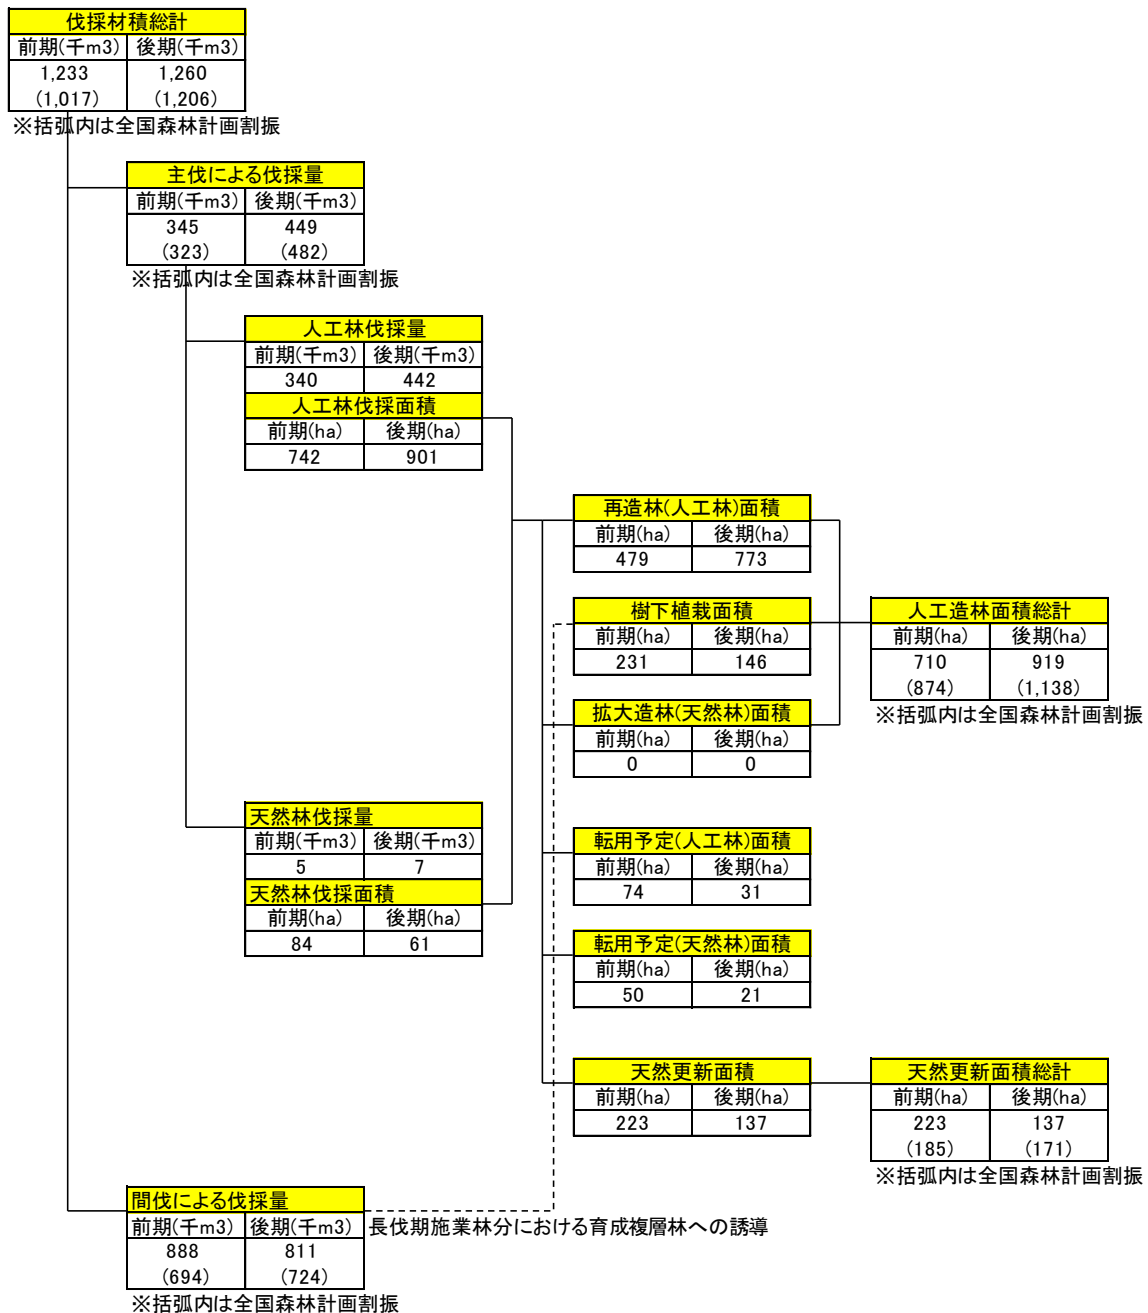 伐採材積総計
前期(千m3) 後期(千m3)
1,233 1,260
(1,017) (1,206)
※括弧内は全国森林計画割振
主伐による伐採量
前期(千m3) 後期(千m3)
345 449
(323) (482)
※括弧内は全国森林計画割振
人工林伐採量
前期(千m3) 後期(千m3)
340 442
人工林伐採面積
前期(ha) 後期(ha)
742 901
再造林(人工林)面積
前期(ha) 後期(ha)
479 773
樹下植栽面積
前期(ha) 後期(ha)
231 146
人工造林面積総計
前期(ha) 後期(ha)
710 919
(874) (1,138)
※括弧内は全国森林計画割振
拡大造林(天然林)面積
前期(ha) 後期(ha)
0 0
天然林伐採量
前期(千m3) 後期(千m3)
5 7
天然林伐採面積
前期(ha) 後期(ha)
84 61
転用予定(人工林)面積
前期(ha) 後期(ha)
74 31
転用予定(天然林)面積
前期(ha) 後期(ha)
50 21
天然更新面積
前期(ha) 後期(ha)
223 137
天然更新面積総計
前期(ha) 後期(ha)
223 137
(185) (171)
※括弧内は全国森林計画割振
間伐による伐採量
前期(千m3) 後期(千m3)
888 811
(694) (724)
※括弧内は全国森林計画割振
長伐期施業林分における育成複層林への誘導